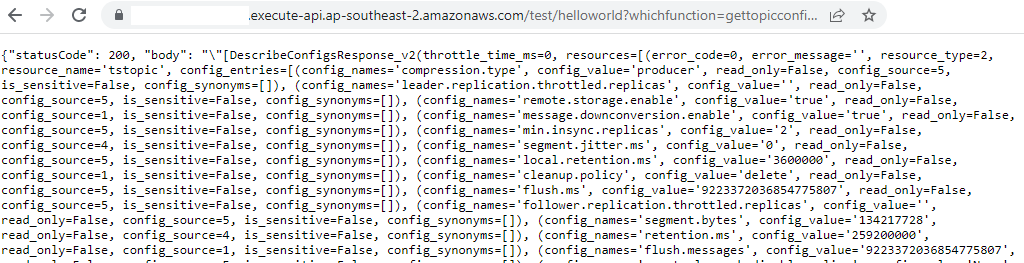 .execute-api.ap-southeast-2.amazonaws.com/test/helloworld?whichfunction=gettopicconfi...
{"statusCode": 200, "body": "\"[DescribeConfigsResponse_v2(throttle_time_ms=0, resources=[(error_code=0, error_message='', resource_type=2,
resource_name='tstopic', config_entries=[(config_names='compression.type', config_value='producer', read_only=False, config_source=5,
is_sensitive=False, config_synonyms=[]), (config_names='leader.replication.throttled.replicas', config_value='', read_only=False,
config_source=5, is_sensitive=False, config_synonyms=[]), (config_names='remote.storage.enable', config_value='true', read_only=False,
config_source=1, is_sensitive=False, config_synonyms=[]), (config_names='message.downconversion.enable', config_value='true', read_only=False,
config_source=5, is_sensitive=False, config_synonyms=[]), (config_names='min.insync.replicas', config_value='2', read_only=False,
config_source=4, is_sensitive=False, config_synonyms=[]), (config_names='segment.jitter.ms', config_value='0', read_only=False,
config_source=5, is_sensitive=False, config_synonyms=[]), (config_names='local.retention.ms', config_value='3600000', read_only=False,
config_source=1, is_sensitive=False, config_synonyms=[]), (config_names='cleanup.policy', config_value='delete', read_only=False,
config_source=5, is_sensitive=False, config_synonyms=[]), (config_names='flush.ms', config_value='9223372036854775807', read_only=False,
config_source=5, is_sensitive=False, config_synonyms=[]), (config_names='follower.replication.throttled.replicas', config_value='',
read_only=False, config_source=5, is_sensitive=False, config_synonyms=[]), (config_names='segment.bytes', config_value='134217728',
read_only=False, config_source=4, is_sensitive=False, config_synonyms=[]), (config_names='retention.ms', config_value='259200000',
read_only=False, config_source=1, is_sensitive=False, config_synonyms=[]), (config_names='flush.messages', config_value='9223372036854775807',